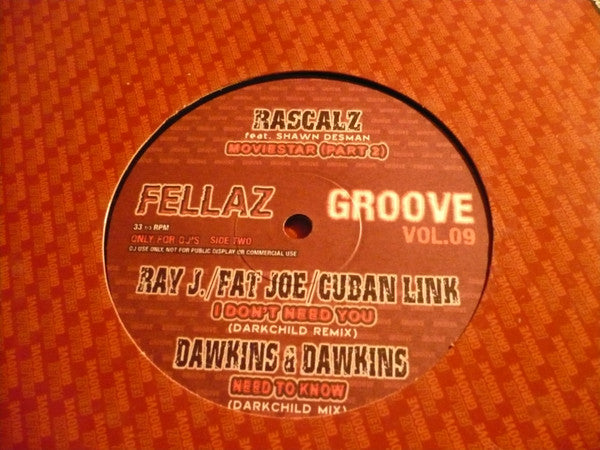 RASCALZ
feat. SHAWN DESMAN
MOVIESTAR (PART 2)
FELLAZ GROOVE
VOL.09
33 1/3 RPM
ONLY FOR DJ'S SIDE TWO
DJ USE ONLY, NOT FOR PUBLIC DISPLAY OR COMMERCIAL USE
RAY J./FAT JOE/CUBAN LINK
I DON'T NEED YOU
(DARKCHILD REMIX)
DAWKINS & DAWKINS
NEED TO KNOW
(DARKCHILD MIX)